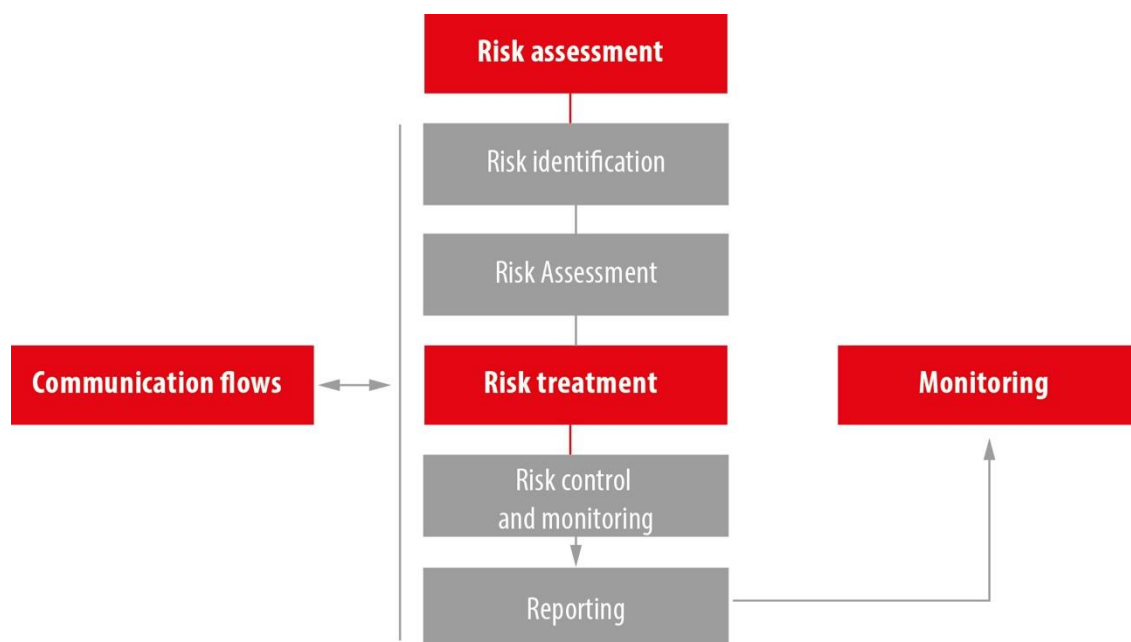 Risk assessment
Risk identification
Risk Assessment
Communication flows
Risk treatment
Monitoring
Risk control
and monitoring
Reporting